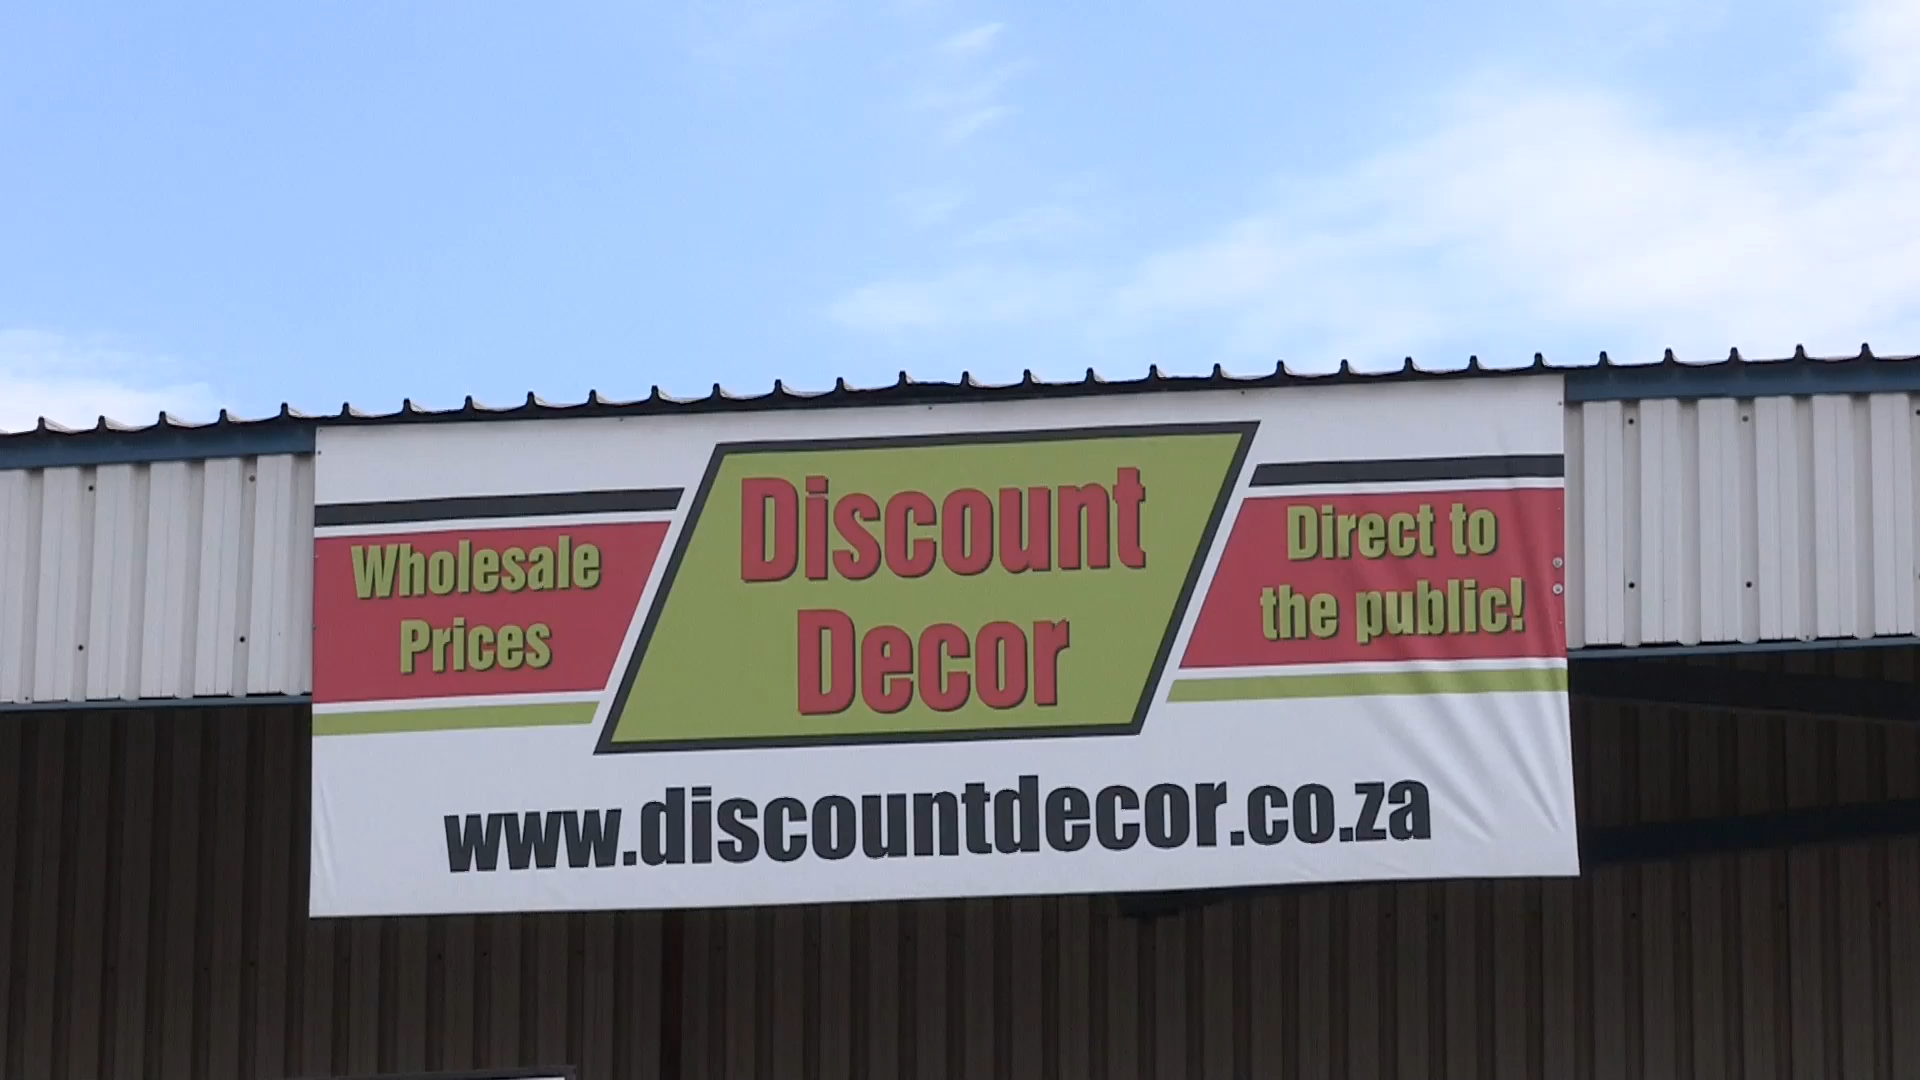 Wholesale
Prices
Discount
Decor
Direct to
the public!
www.discountdecor.co.za